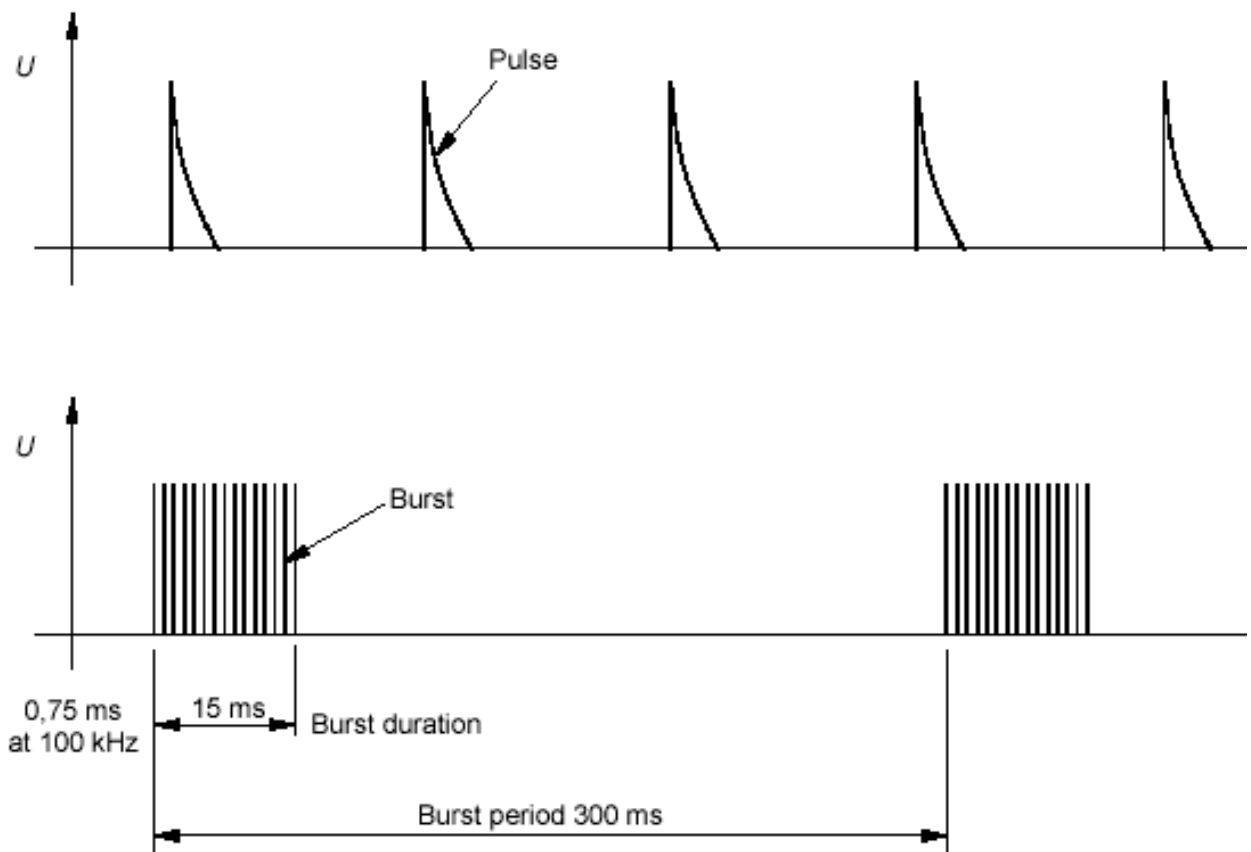 U
Pulse
U
Burst
0,75 ms
at 100 kHz
15 ms
Burst duration
Burst period 300 ms